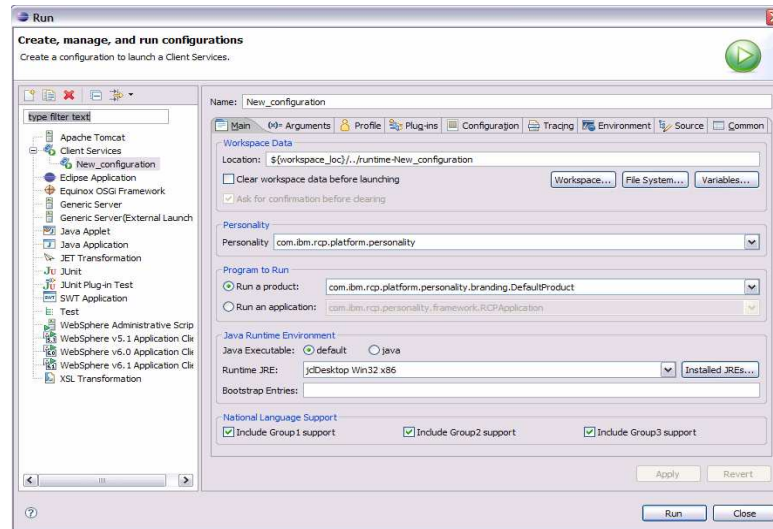 Run
Create, manage, and run configurations
Create a configuration to launch a Client Services.
type filter text
Apache Tomcat
Client Services
New_configuration
Eclipse Application
Equinox OSGi Framework
Generic Server
Generic Server(External Launch
Java Applet
Java Application
JET Transformation
JUnit
JUnit Plug-in Test
SWT Application
Test
WebSphere Administrative Scrip
WebSphere v5.1 Application Clie
WebSphere v6.0 Application Clie
WebSphere v6.1 Application Clie
XSL Transformation
Name: New_configuration
Main (x)= Arguments Profile Plug-ins Configuration Tracing Environment Source Common
Workspace Data
Location: ${workspace_loc}/../runtime-New_configuration
Clear workspace data before launching Workspace... File System... Variables...
Ask for confirmation before clearing
Personality
Personality com.ibm.rcp.platform.personality
Program to Run
Run a product: com.ibm.rcp.platform.personality.branding.DefaultProduct
Run an application: com.ibm.rcp.personality.framework.RCPApplication
Java Runtime Environment
Java Executable: default java
Runtime JRE: jclDesktop Win32 x86 Installed JREs...
Bootstrap Entries:
National Language Support
Include Group1 support Include Group2 support Include Group3 support
Apply Revert
Run Close